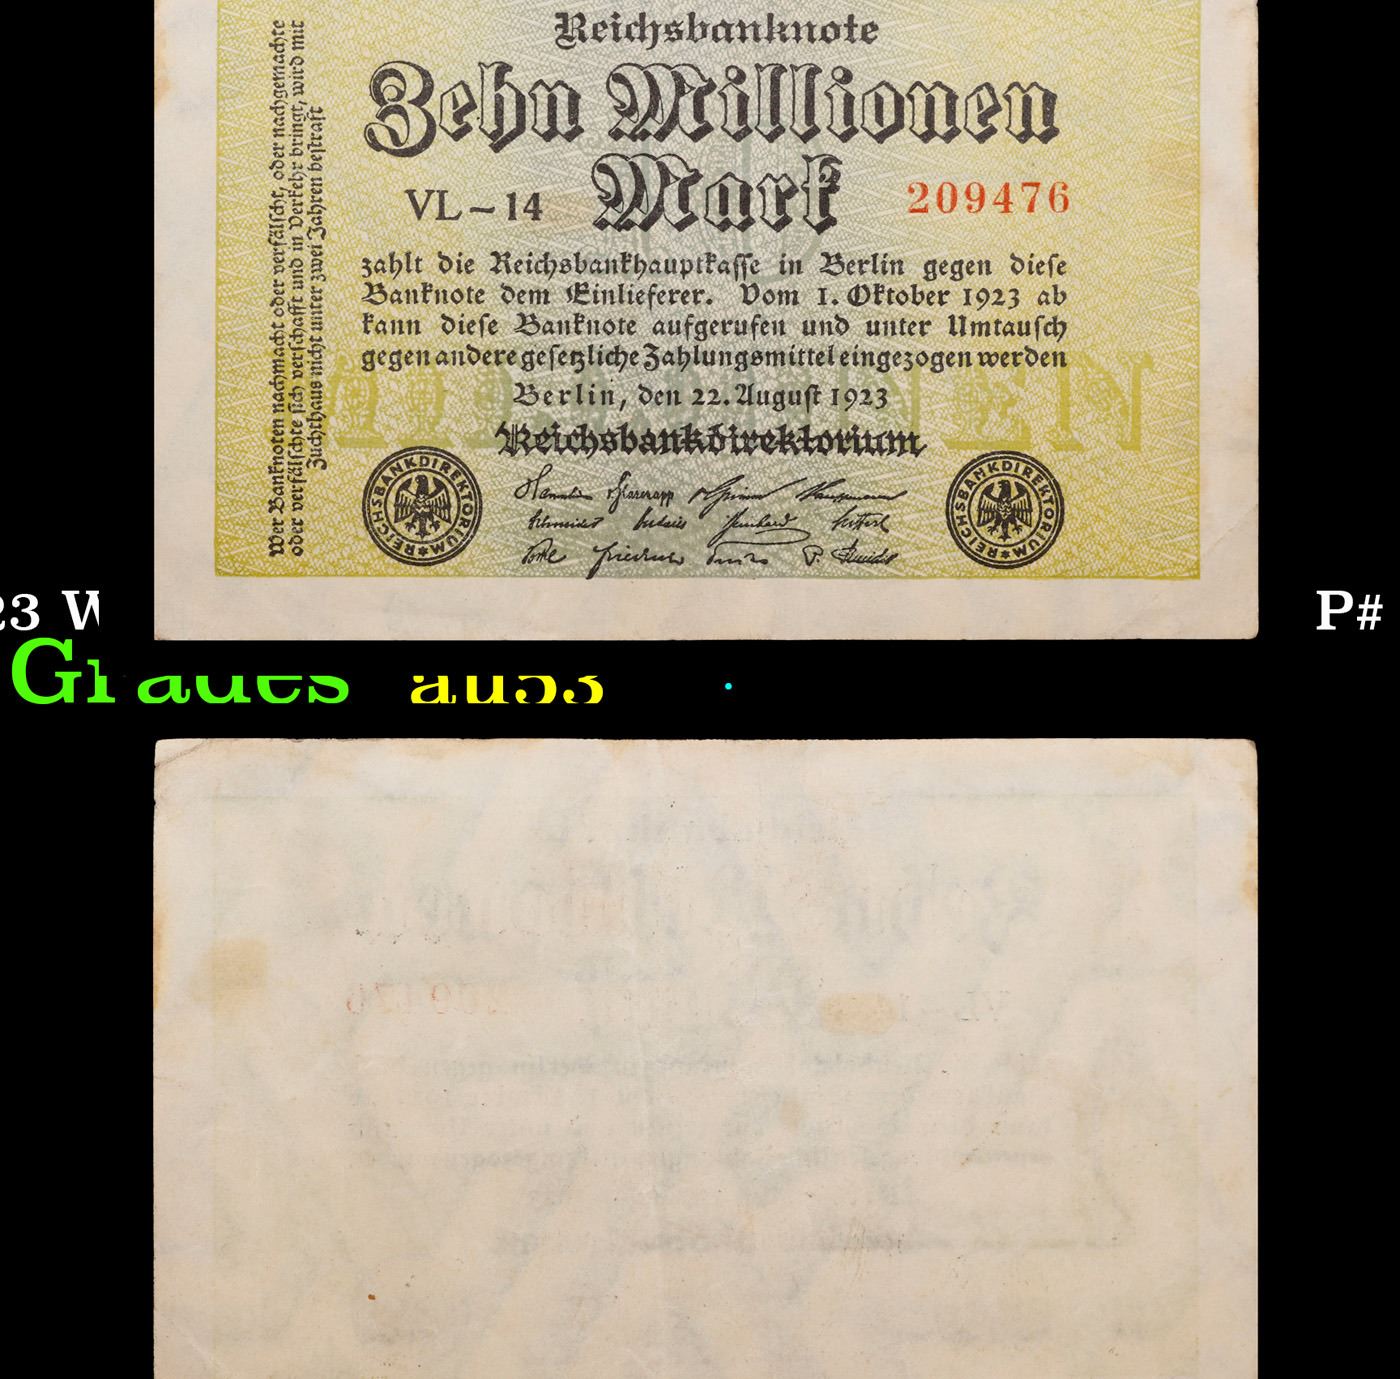 Reichsbanknote
Zehn Millionen
Mark
VL-14
209476
zahlt die Reichsbankhauptkasse in Berlin gegen diese
Banknote dem Einlieferer. Vom 1. Oktober 1923 ab
kann diese Banknote aufgerufen und unter Umtausch
gegen andere gesetzliche Zahlungsmittel eingezogen werden
Berlin, den 22. August 1923
Reichsbankdirektorium
REICHSBANKDIREKTORIUM
REICHSBANKDIREKTORIUM
Wer Banknoten nachmacht oder verfälscht, oder nachgemachte
oder verfälschte sich verschafft und in Verkehr bringt, wird mit
Zuchthaus nicht unter zwei Jahren bestraft
23 W
P#
Grades au53